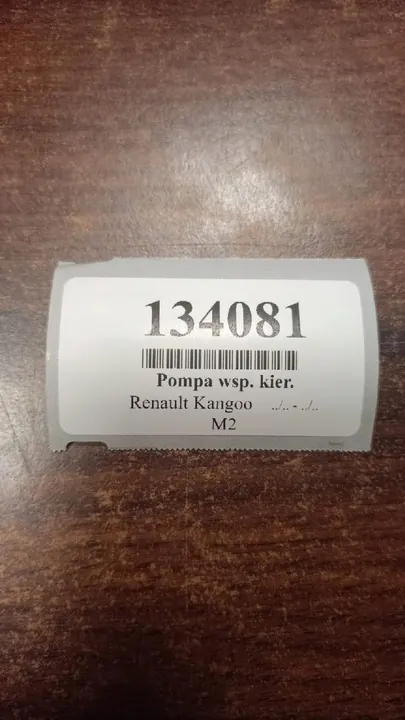 134081
Pompa wsp. kier.
Renault Kangoo ../.. - ../..
M2